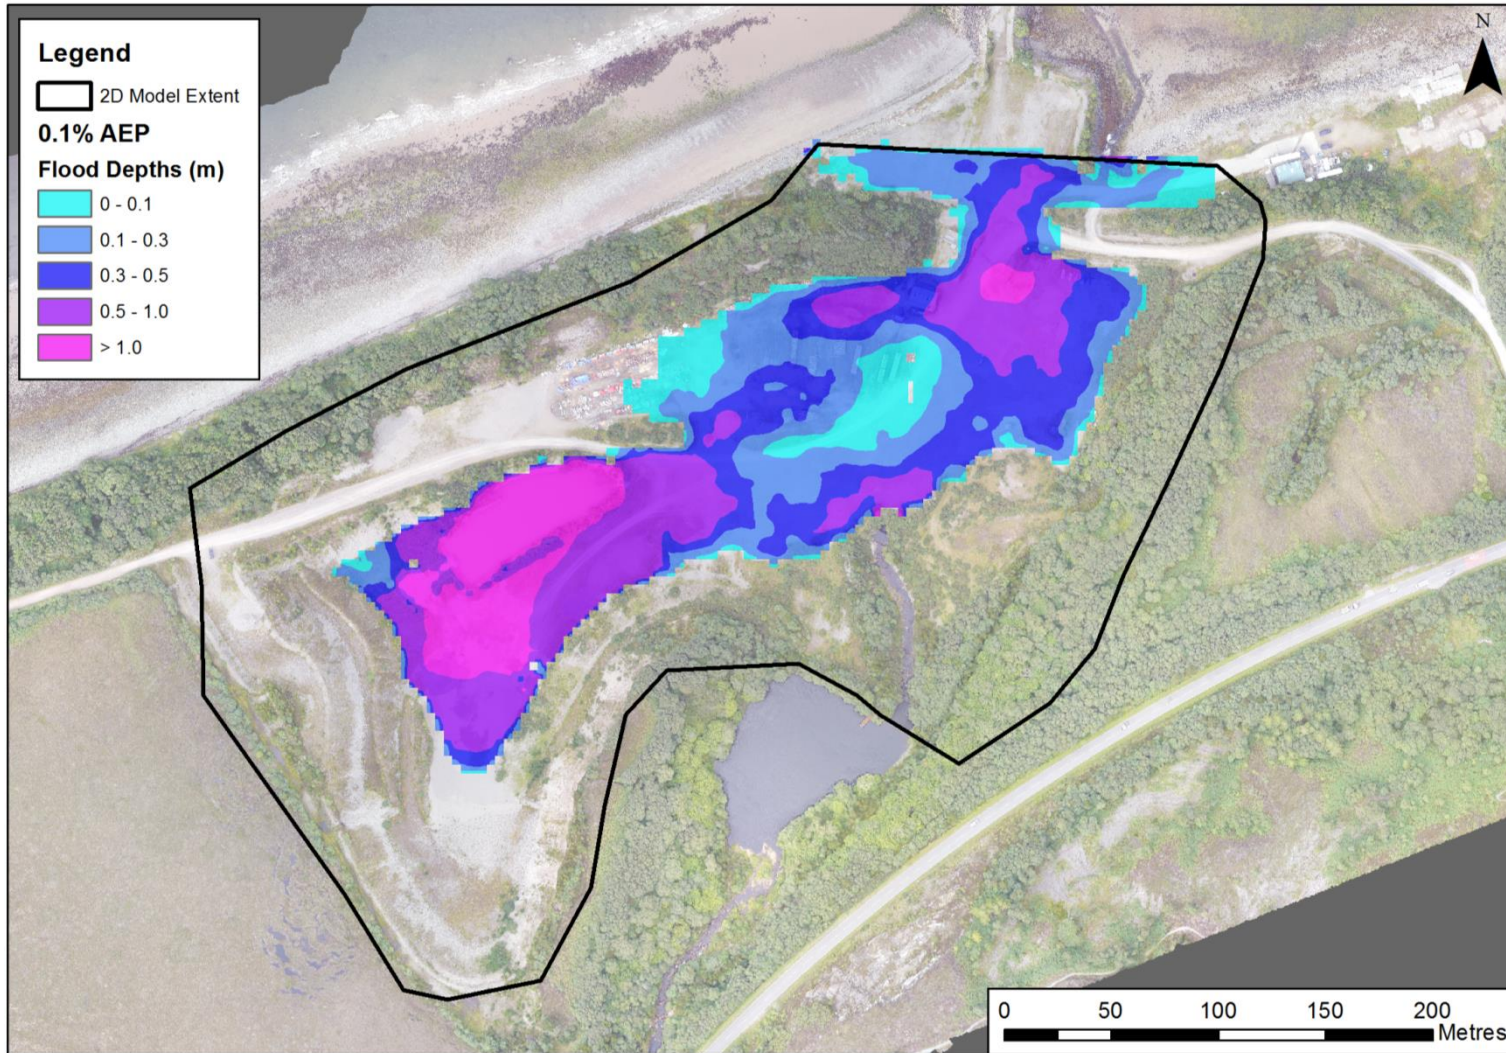 Legend
2D Model Extent
0.1% AEP
Flood Depths (m)
0 - 0.1
0.1 - 0.3
0.3 - 0.5
0.5 - 1.0
> 1.0
N
0 50 100 150 200
Metres